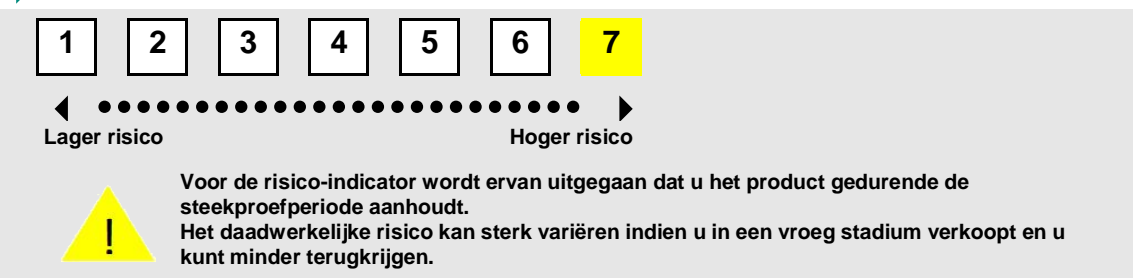 1 2 3 4 5 6 7
Lager risico Hoger risico
!
Voor de risico-indicator wordt ervan uitgegaan dat u het product gedurende de
steekproefperiode aanhoudt.
Het daadwerkelijke risico kan sterk variëren indien u in een vroeg stadium verkoopt en u
kunt minder terugkrijgen.